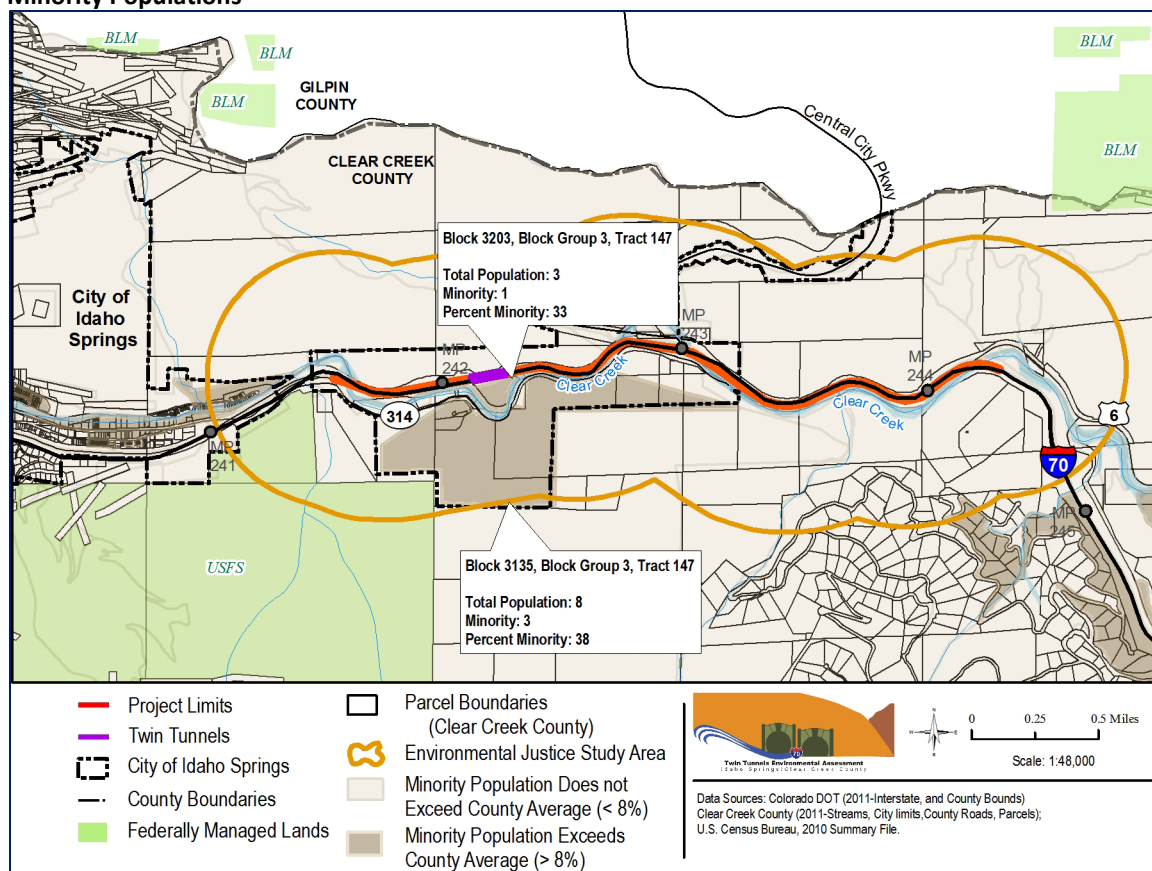 Minority Populations
BLM
BLM
BLM
BLM
BLM
GILPIN
COUNTY
CLEAR CREEK
COUNTY
Central City Pkwy
Block 3203, Block Group 3, Tract 147
Total Population: 3
Minority: 1
Percent Minority: 33
City of
Idaho
Springs
MP
243
MP
242
Clear Creek
MP
244
Clear Creek
314
6
MP
241
70
MP
245
USFS
Block 3135, Block Group 3, Tract 147
Total Population: 8
Minority: 3
Percent Minority: 38
Project Limits
Twin Tunnels
City of Idaho Springs
County Boundaries
Federally Managed Lands
Parcel Boundaries
(Clear Creek County)
Environmental Justice Study Area
Minority Population Does not
Exceed County Average (< 8%)
Minority Population Exceeds
County Average (> 8%)
70
Twin Tunnels Environmental Assessment
Idaho Springs/Clear Creek County
N
W E
S
0 0.25 0.5 Miles
Scale: 1:48,000
Data Sources: Colorado DOT (2011-Interstate, and County Bounds)
Clear Creek County (2011-Streams, City limits,County Roads, Parcels);
U.S. Census Bureau, 2010 Summary File.